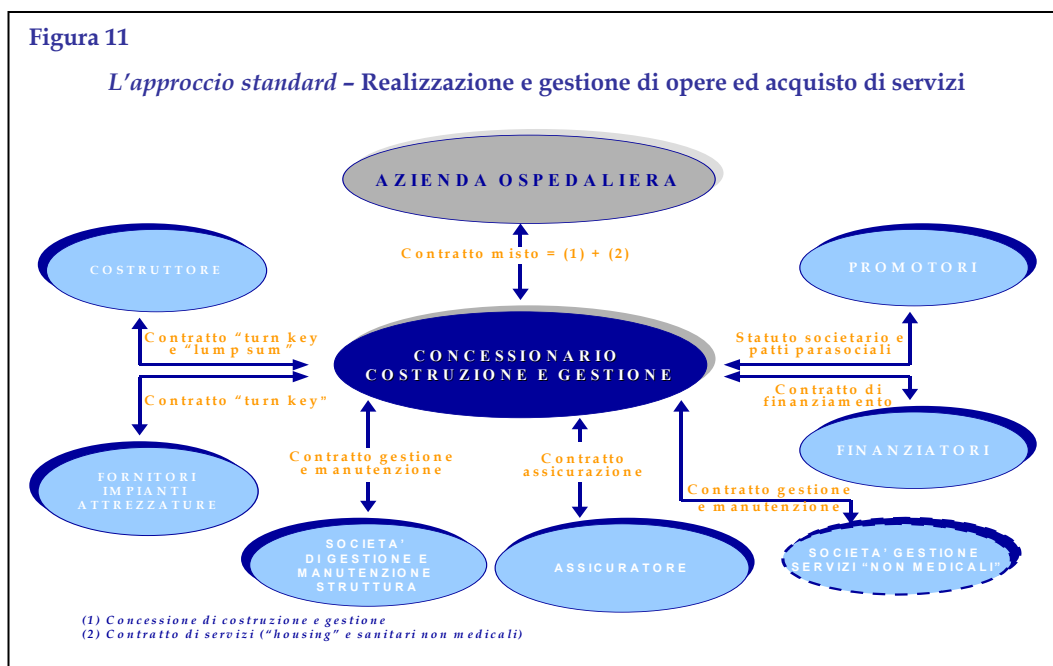 Figura 11
L'approccio standard – Realizzazione e gestione di opere ed acquisto di servizi
AZIENDA OSPEDALIERA
Contratto misto = (1) + (2)
COSTRUTTORE
PROMOTORI
Contratto “turn key
e “lump sum”
Statuto societario e
patti parasociali
CONCESSIONARIO
COSTRUZIONE E GESTIONE
Contratto “turn key"
Contratto di
finanziamento
FORNITORI
IMPIANTI
ATTREZZATURE
Contratto gestione
e manutenzione
Contratto
assicurazione
FINANZIATORI
Contratto gestione
e manutenzione
SOCIETA'
DI GESTIONE E
MANUTENZIONE
STRUTTURA
ASSICURATORE
SOCIETA' GESTIONE
SERVIZI “NON MEDICALI”
(1) Concessione di costruzione e gestione
(2) Contratto di servizi (“housing” e sanitari non medicali)